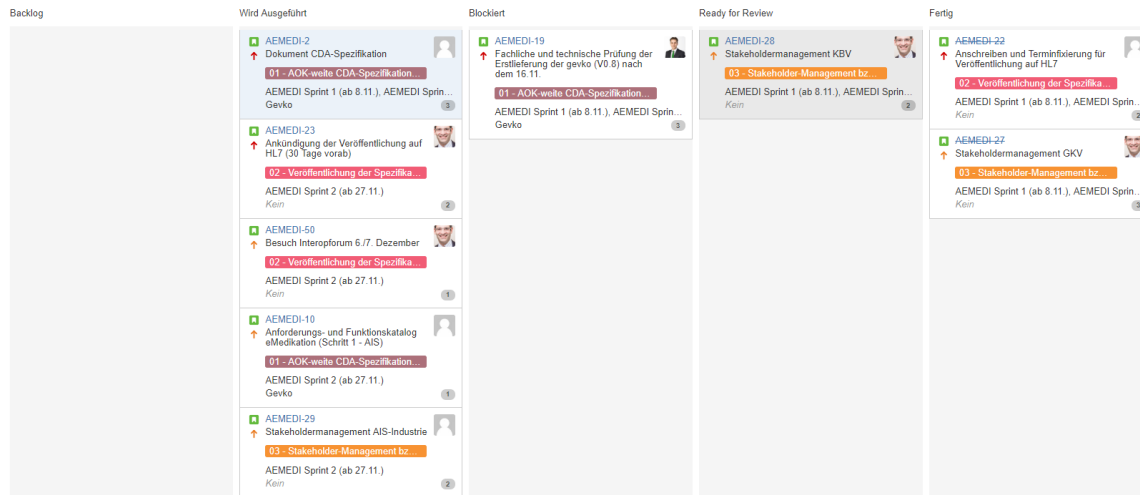 Backlog
Wird Ausgeführt
Blockiert
Ready for Review
Fertig
AEMEDI-2
Dokument CDA-Spezifikation
01 - AOK-weite CDA-Spezifikation...
AEMEDI Sprint 1 (ab 8.11.), AEMEDI Sprin...
Gevko
3
AEMEDI-23
Ankündigung der Veröffentlichung auf
HL7 (30 Tage vorab)
02 - Veröffentlichung der Spezifika...
AEMEDI Sprint 2 (ab 27.11.)
Kein
2
AEMEDI-50
Besuch Interopforum 6./7. Dezember
02 - Veröffentlichung der Spezifika...
AEMEDI Sprint 2 (ab 27.11.)
Kein
1
AEMEDI-10
Anforderungs- und Funktionskatalog
eMedikation (Schritt 1 - AIS)
01 - AOK-weite CDA-Spezifikation...
AEMEDI Sprint 2 (ab 27.11.)
Gevko
1
AEMEDI-29
Stakeholdermanagement AIS-Industrie
03 - Stakeholder-Management bz...
AEMEDI Sprint 2 (ab 27.11.)
Kein
2
AEMEDI-19
Fachliche und technische Prüfung der
Erstlieferung der gevko (V0.8) nach
dem 16.11.
01 - AOK-weite CDA-Spezifikation...
AEMEDI Sprint 1 (ab 8.11.), AEMEDI Sprin...
Gevko
3
AEMEDI-28
Stakeholdermanagement KBV
03 - Stakeholder-Management bz...
AEMEDI Sprint 1 (ab 8.11.), AEMEDI Sprin...
Kein
2
AEMEDI-22
Anschreiben und Terminfixierung für
Veröffentlichung auf HL7
02 - Veröffentlichung der Spezifika...
AEMEDI Sprint 1 (ab 8.11.), AEMEDI Sprin...
Kein
2
AEMEDI-27
Stakeholdermanagement GKV
03 - Stakeholder-Management bz...
AEMEDI Sprint 1 (ab 8.11.), AEMEDI Sprin...
Kein
3